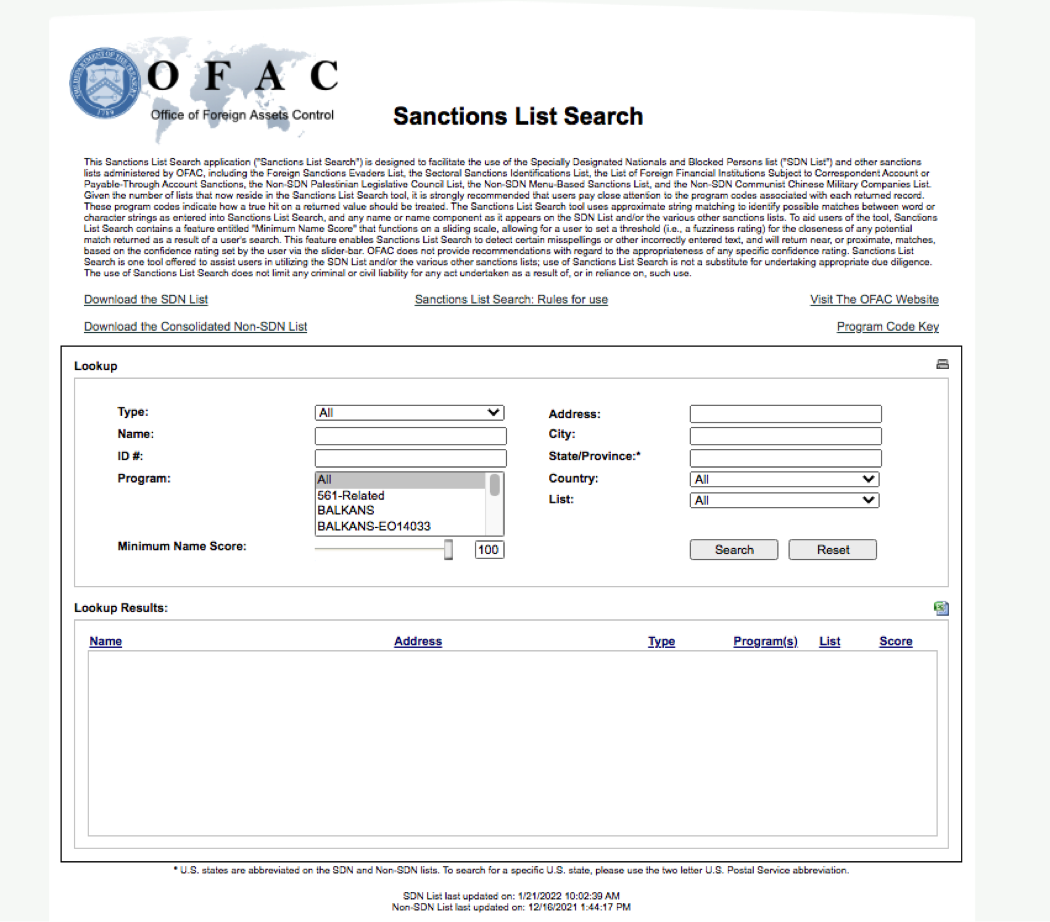 OFAC
Office of Foreign Assets Control
Sanctions List Search
This Sanctions List Search application ("Sanctions List Search") is designed to facilitate the use of the Specially Designated Nationals and Blocked Persons list ("SDN List") and other sanctions
lists administered by OFAC, including the Foreign Sanctions Evaders List, the Sectoral Sanctions Identifications List, the List of Foreign Financial Institutions Subject to Correspondent Account or
Payable-Through Account Sanctions, the Non-SDN Palestinian Legislative Council List, the Non-SDN Menu-Based Sanctions List, and the Non-SDN Communist Chinese Military Companies List.
Given the number of lists that now reside in the Sanctions List Search tool, it is strongly recommended that users pay close attention to the program codes associated with each returned record.
These program codes indicate how a true hit on a returned value should be treated. The Sanctions List Search tool uses approximate string matching to identify possible matches between word or
character strings as entered into Sanctions List Search, and any name or name component as it appears on the SDN List and/or the various other sanctions lists. To aid users of the tool, Sanctions
List Search contains a feature entitled "Minimum Name Score" that functions on a sliding scale, allowing for a user to set a threshold (i.e., a fuzziness rating) for the closeness of any potential
match returned as a result of a user's search. This feature enables Sanctions List Search to detect certain misspellings or other incorrectly entered text, and will return near, or proximate, matches,
based on the confidence rating set by the user via the slider-bar. OFAC does not provide recommendations with regard to the appropriateness of any specific confidence rating. Sanctions List
Search is one tool offered to assist users in utilizing the SDN List and/or the various other sanctions lists; use of Sanctions List Search is not a substitute for undertaking appropriate due diligence.
The use of Sanctions List Search does not limit any criminal or civil liability for any act undertaken as a result of, or in reliance on, such use.
Download the SDN List Sanctions List Search: Rules for use Visit The OFAC Website
Download the Consolidated Non-SDN List Program Code Key
Lookup
Type: All Address:
Name: City:
ID #: State/Province:*
Program: All Country: All
561-Related List: All
BALKANS
BALKANS-EO14033
Minimum Name Score: 100 Search Reset
Lookup Results:
Name Address Type Program(s) List Score
* U.S. states are abbreviated on the SDN and Non-SDN lists. To search for a specific U.S. state, please use the two letter U.S. Postal Service abbreviation.
SDN List last updated on: 1/21/2022 10:02:39 AM
Non-SDN List last updated on: 12/16/2021 1:44:17 PM